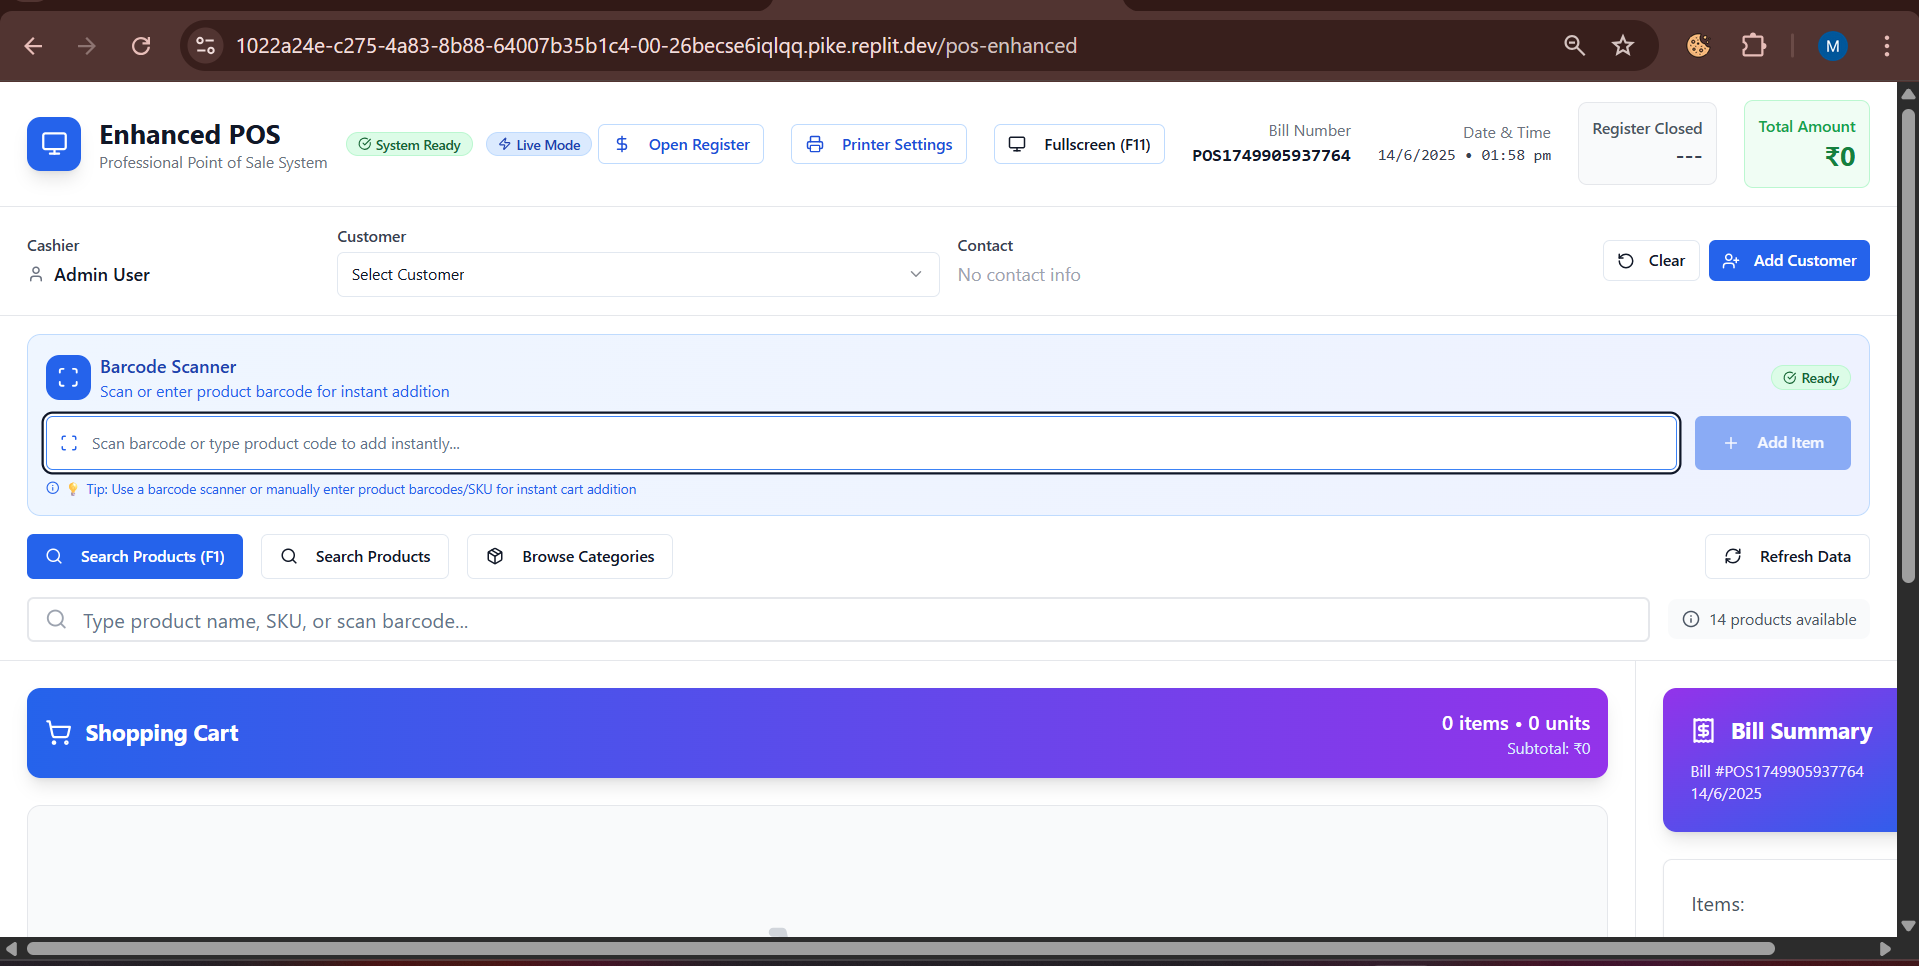 1022a24e-c275-4a83-8b88-64007b35b1c4-00-26becse6iqlqq.pike.replit.dev/pos-enhanced
M
Enhanced POS
Professional Point of Sale System
System Ready
Live Mode
Open Register
Printer Settings
Fullscreen (F11)
Bill Number
POS1749905937764
Date & Time
14/6/2025 • 01:58 pm
Register Closed
---
Total Amount
₹0
Cashier
Admin User
Customer
Select Customer
Contact
No contact info
Clear
Add Customer
Barcode Scanner
Scan or enter product barcode for instant addition
Ready
Scan barcode or type product code to add instantly...
Add Item
💡 Tip: Use a barcode scanner or manually enter product barcodes/SKU for instant cart addition
Search Products (F1)
Search Products
Browse Categories
Refresh Data
Type product name, SKU, or scan barcode...
14 products available
Shopping Cart
0 items • 0 units
Subtotal: ₹0
Bill Summary
Bill #POS1749905937764
14/6/2025
Items: